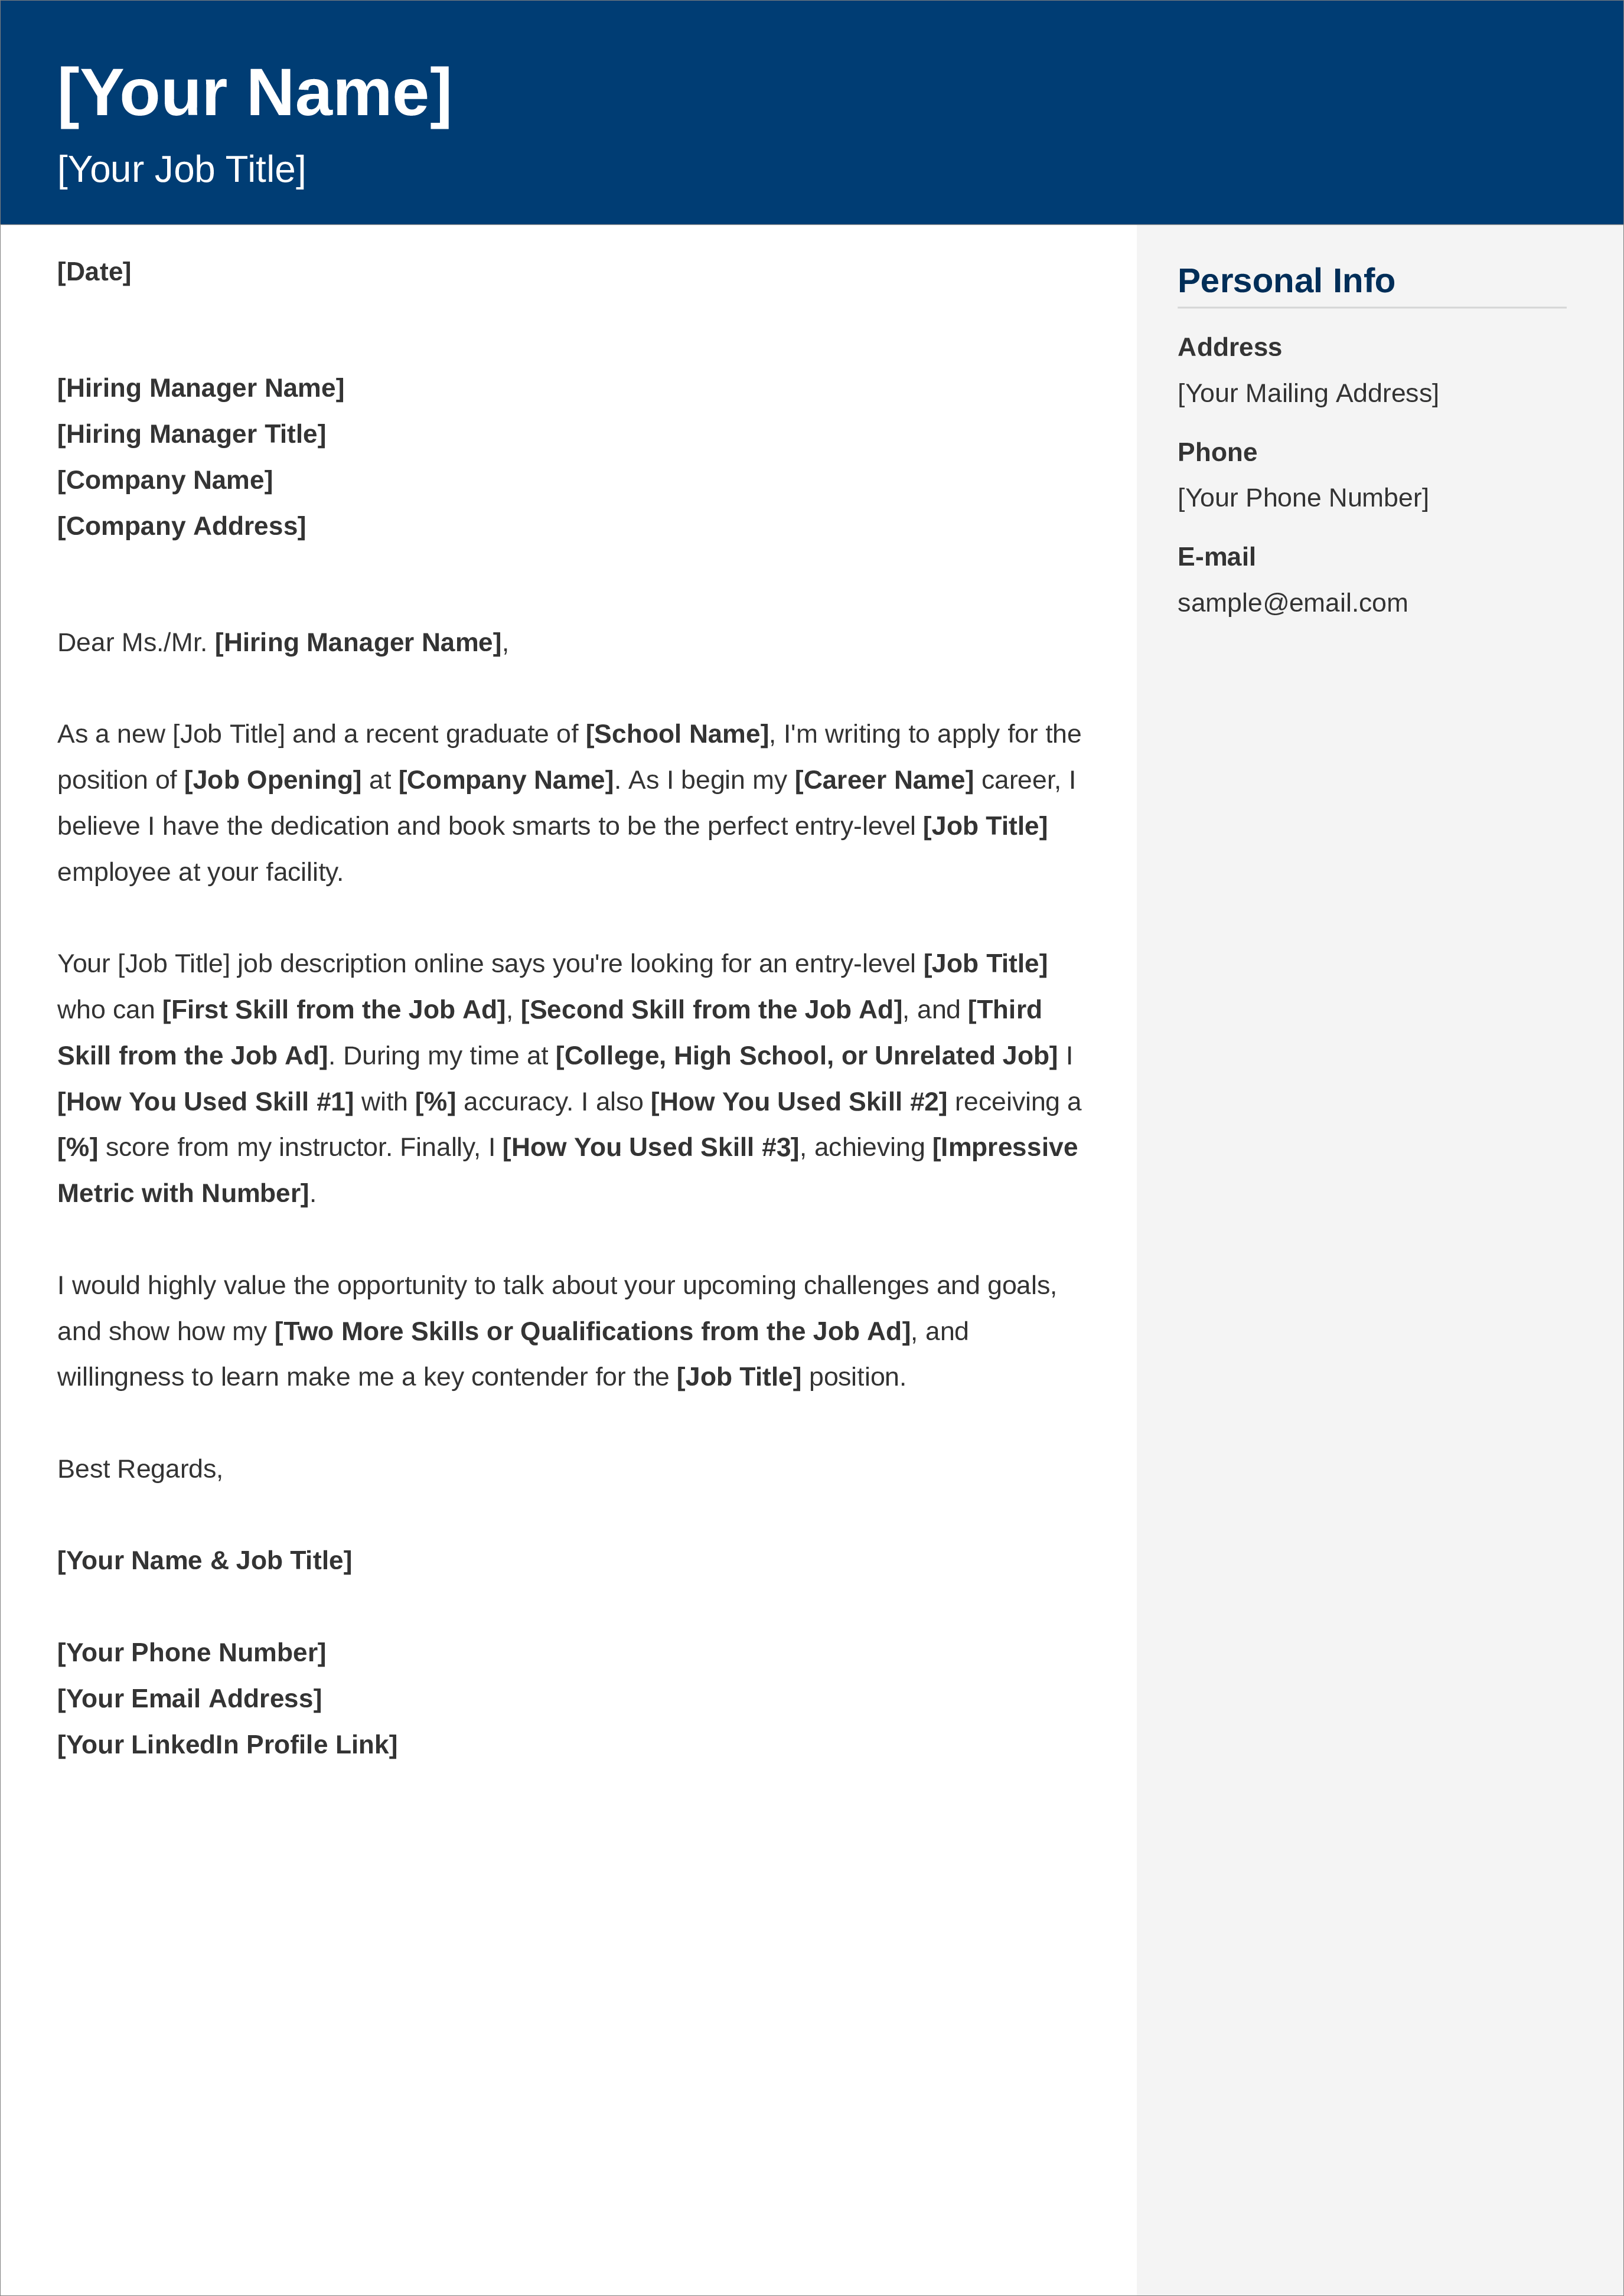 [Your Name]
[Your Job Title]
[Date]
[Hiring Manager Name]
[Hiring Manager Title]
[Company Name]
[Company Address]
Dear Ms./Mr. [Hiring Manager Name],
As a new [Job Title] and a recent graduate of [School Name], I'm writing to apply for the
position of [Job Opening] at [Company Name]. As I begin my [Career Name] career, I
believe I have the dedication and book smarts to be the perfect entry-level [Job Title]
employee at your facility.
Your [Job Title] job description online says you're looking for an entry-level [Job Title]
who can [First Skill from the Job Ad], [Second Skill from the Job Ad], and [Third
Skill from the Job Ad]. During my time at [College, High School, or Unrelated Job] I
[How You Used Skill #1] with [%] accuracy. I also [How You Used Skill #2] receiving a
[%] score from my instructor. Finally, I [How You Used Skill #3], achieving [Impressive
Metric with Number].
I would highly value the opportunity to talk about your upcoming challenges and goals,
and show how my [Two More Skills or Qualifications from the Job Ad], and
willingness to learn make me a key contender for the [Job Title] position.
Best Regards,
[Your Name & Job Title]
[Your Phone Number]
[Your Email Address]
[Your LinkedIn Profile Link]
Personal Info
Address
[Your Mailing Address]
Phone
[Your Phone Number]
E-mail
sample@email.com